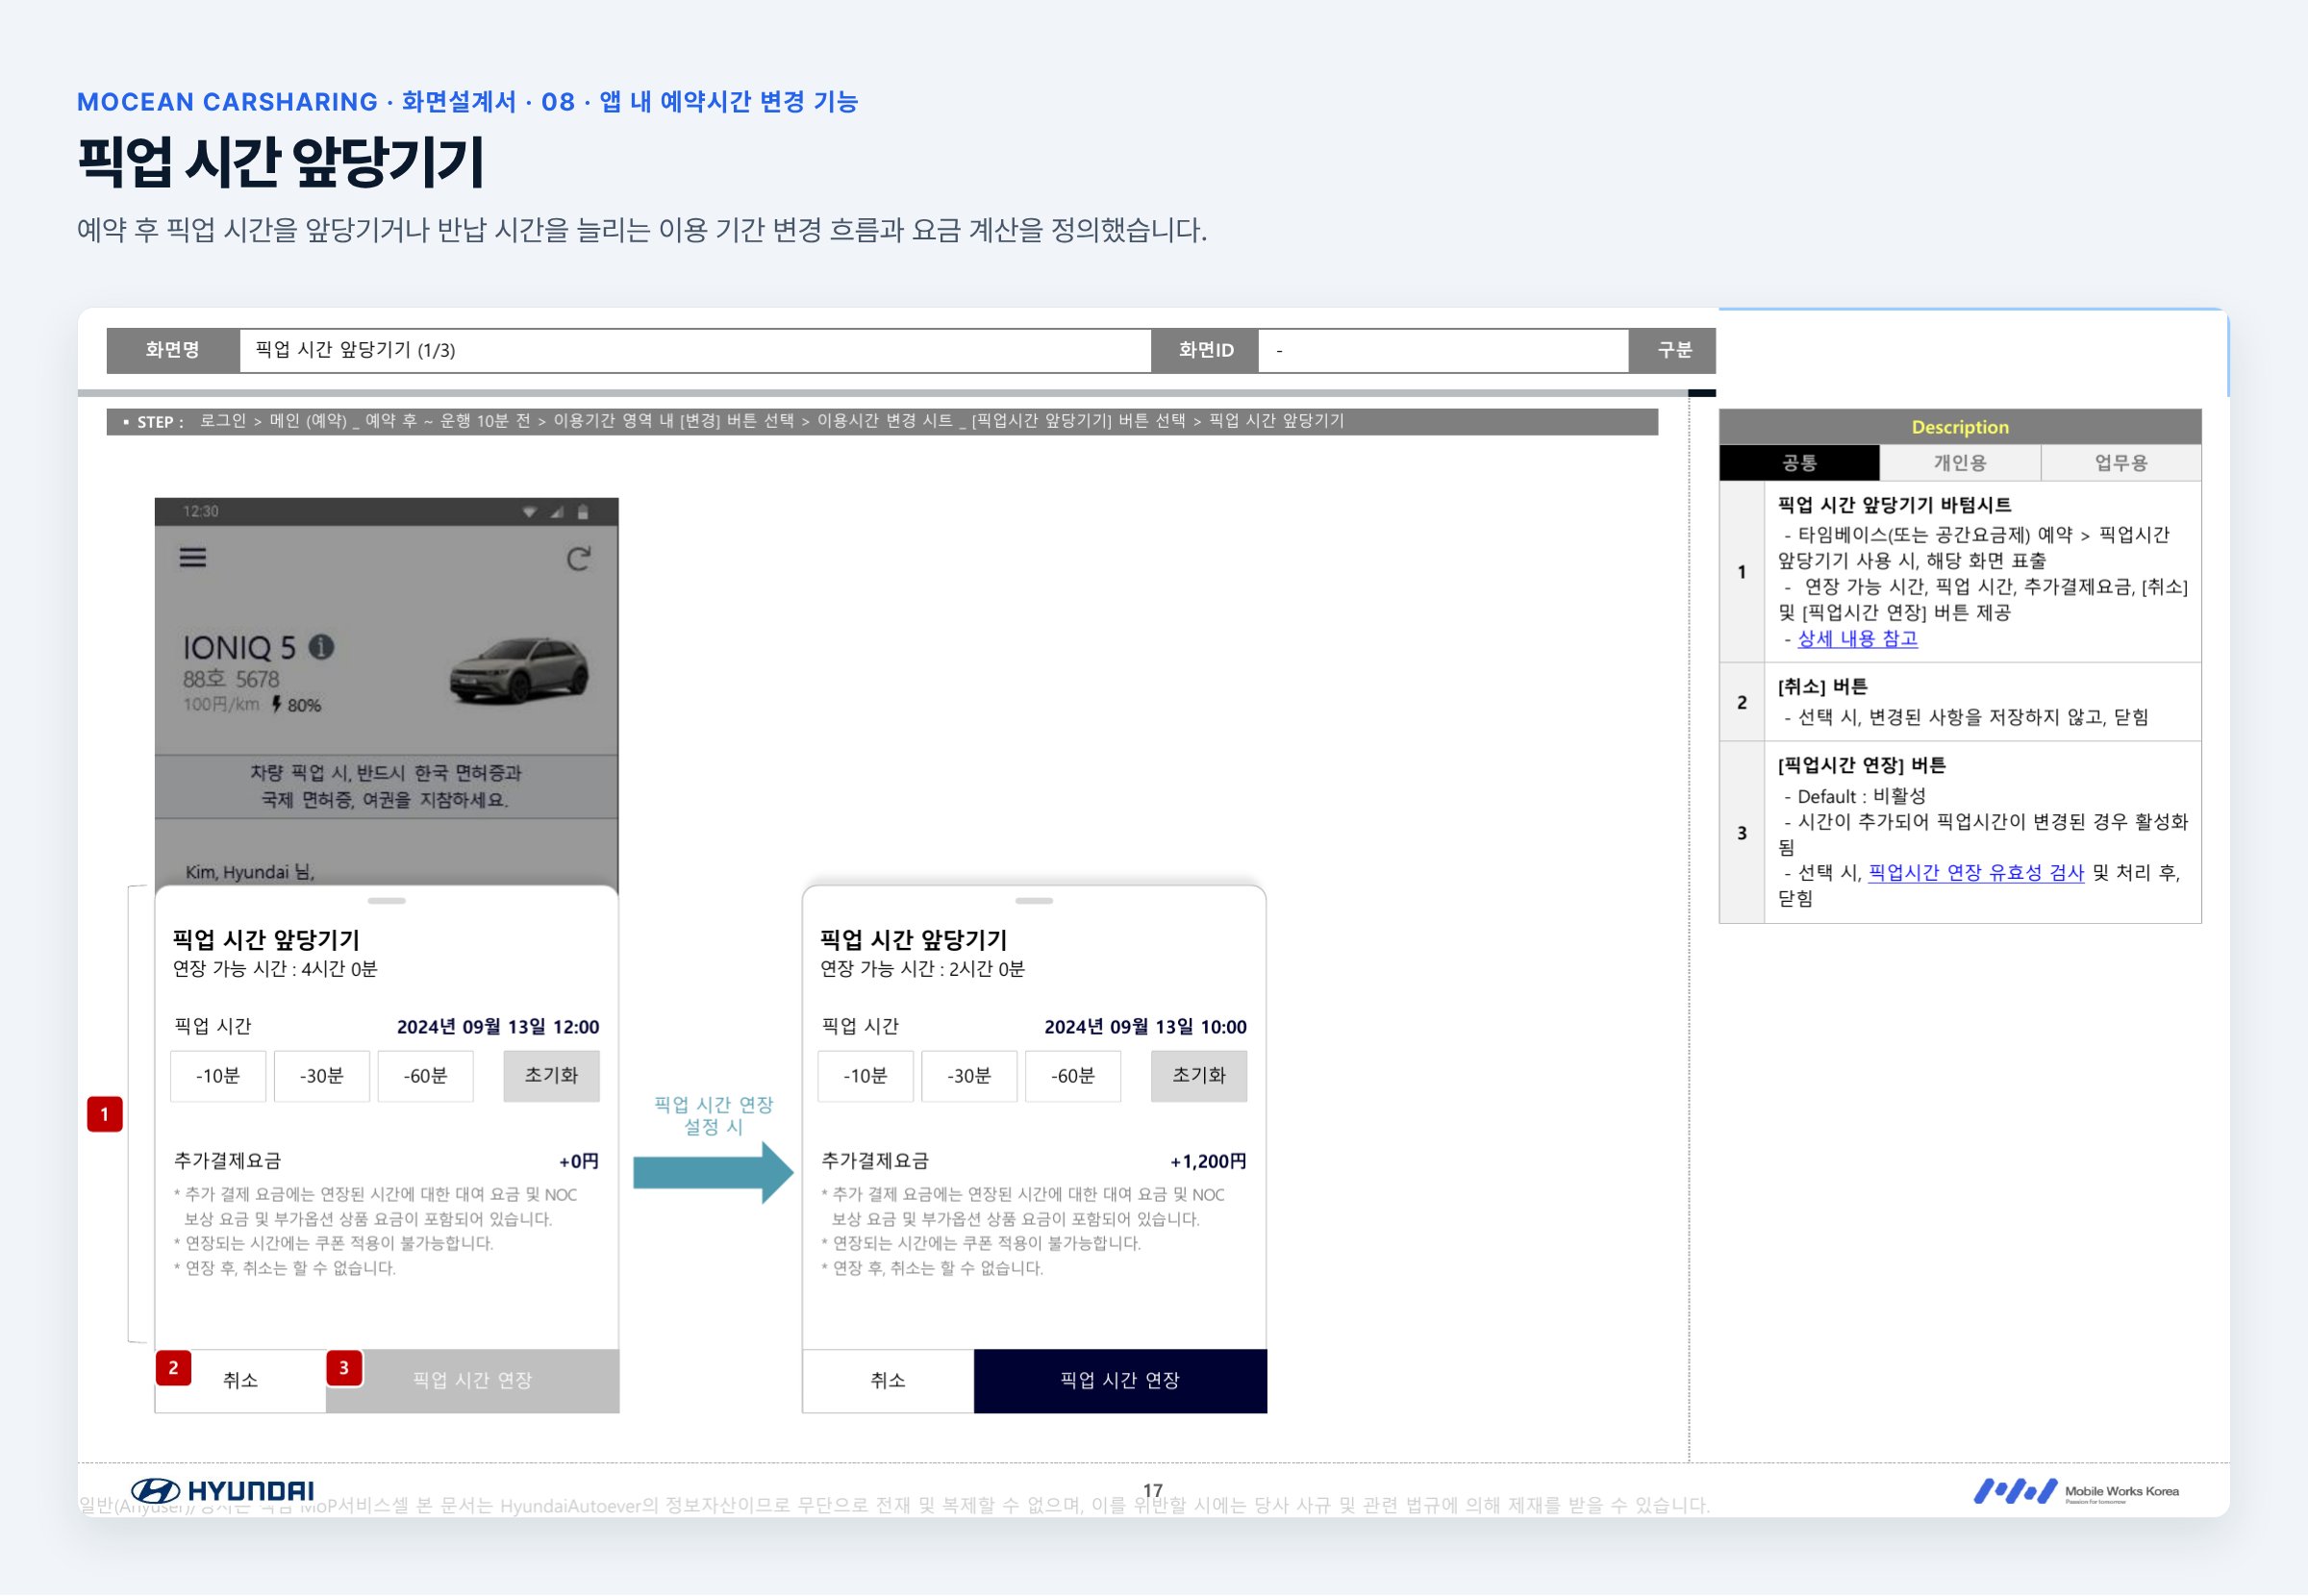 MOCEAN CARSHARING · 화면설계서 · 08 · 앱 내 예약시간 변경 기능
픽업 시간 앞당기기
예약 후 픽업 시간을 앞당기거나 반납 시간을 늘리는 이용 기간 변경 흐름과 요금 계산을 정의했습니다.
화면명 픽업 시간 앞당기기 (1/3) 화면ID - 구분
▪ STEP : 로그인 > 메인 (예약) _ 예약 후 ~ 운행 10분 전 > 이용기간 영역 내 [변경] 버튼 선택 > 이용시간 변경 시트 _ [픽업시간 앞당기기] 버튼 선택 > 픽업 시간 앞당기기
12:30
IONIQ 5
88호 5678
100円/km 80%
차량 픽업 시, 반드시 한국 면허증과
국제 면허증, 여권을 지참하세요.
Kim, Hyundai 님,
픽업 시간 앞당기기
연장 가능 시간 : 4시간 0분
픽업 시간 2024년 09월 13일 12:00
-10분 -30분 -60분 초기화
1
추가결제요금 +0円
* 추가 결제 요금에는 연장된 시간에 대한 대여 요금 및 NOC
보상 요금 및 부가옵션 상품 요금이 포함되어 있습니다.
* 연장되는 시간에는 쿠폰 적용이 불가능합니다.
* 연장 후, 취소는 할 수 없습니다.
2 취소 3 픽업 시간 연장
픽업 시간 연장
설정 시
픽업 시간 앞당기기
연장 가능 시간 : 2시간 0분
픽업 시간 2024년 09월 13일 10:00
-10분 -30분 -60분 초기화
추가결제요금 +1,200円
* 추가 결제 요금에는 연장된 시간에 대한 대여 요금 및 NOC
보상 요금 및 부가옵션 상품 요금이 포함되어 있습니다.
* 연장되는 시간에는 쿠폰 적용이 불가능합니다.
* 연장 후, 취소는 할 수 없습니다.
취소 픽업 시간 연장
Description
공통 개인용 업무용
1
픽업 시간 앞당기기 바텀시트
- 타임베이스(또는 공간요금제) 예약 > 픽업시간
앞당기기 사용 시, 해당 화면 표출
- 연장 가능 시간, 픽업 시간, 추가결제요금, [취소]
및 [픽업시간 연장] 버튼 제공
- 상세 내용 참고
2
[취소] 버튼
- 선택 시, 변경된 사항을 저장하지 않고, 닫힘
3
[픽업시간 연장] 버튼
- Default : 비활성
- 시간이 추가되어 픽업시간이 변경된 경우 활성화
됨
- 선택 시, 픽업시간 연장 유효성 검사 및 처리 후,
닫힘
HYUNDAI
17
일반(Anyuser)/ MoP서비스셀 본 문서는 HyundaiAutoever의 정보자산이므로 무단으로 전재 및 복제할 수 없으며, 이를 위반할 시에는 당사 사규 및 관련 법규에 의해 제재를 받을 수 있습니다.
Mobile Works Korea
Passion for tomorrow